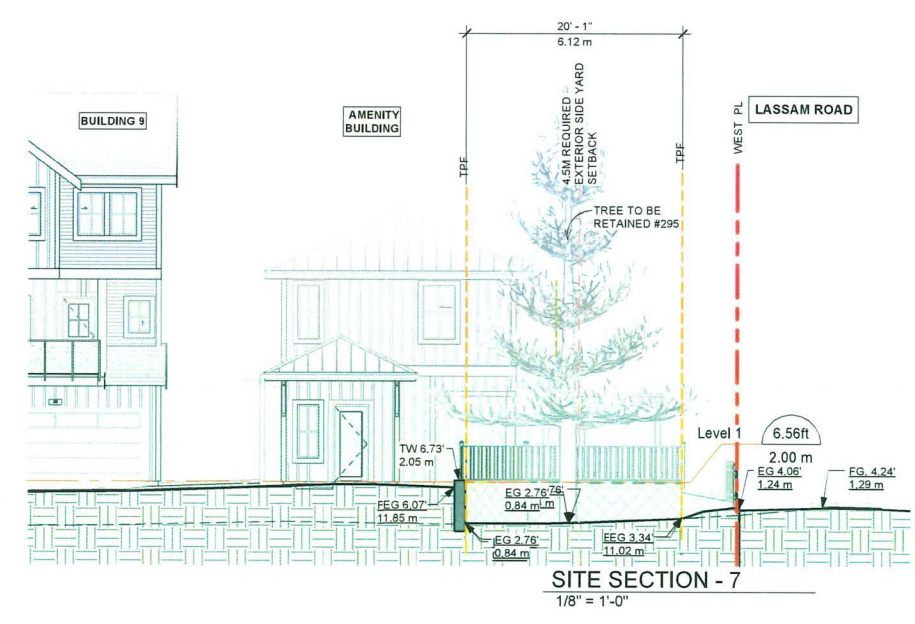 20' - 1"
6.12 m
BUILDING 9
AMENITY
BUILDING
TPF
4.5M REQUIRED
EXTERIOR SIDE YARD
SETBACK
TPF
WEST PL
LASSAM ROAD
TREE TO BE
RETAINED #295
Level 1
6.56ft
2.00 m
TW 6.73'
2.05 m
FEG 6.07'
11.85 m
EG 2.76'
0.84 m
76'
m
EG 2.76'
0.84 m
EEG 3.34'
11.02 m
EG 4.06'
1.24 m
FG. 4.24'
1.29 m
SITE SECTION - 7
1/8" = 1'-0"